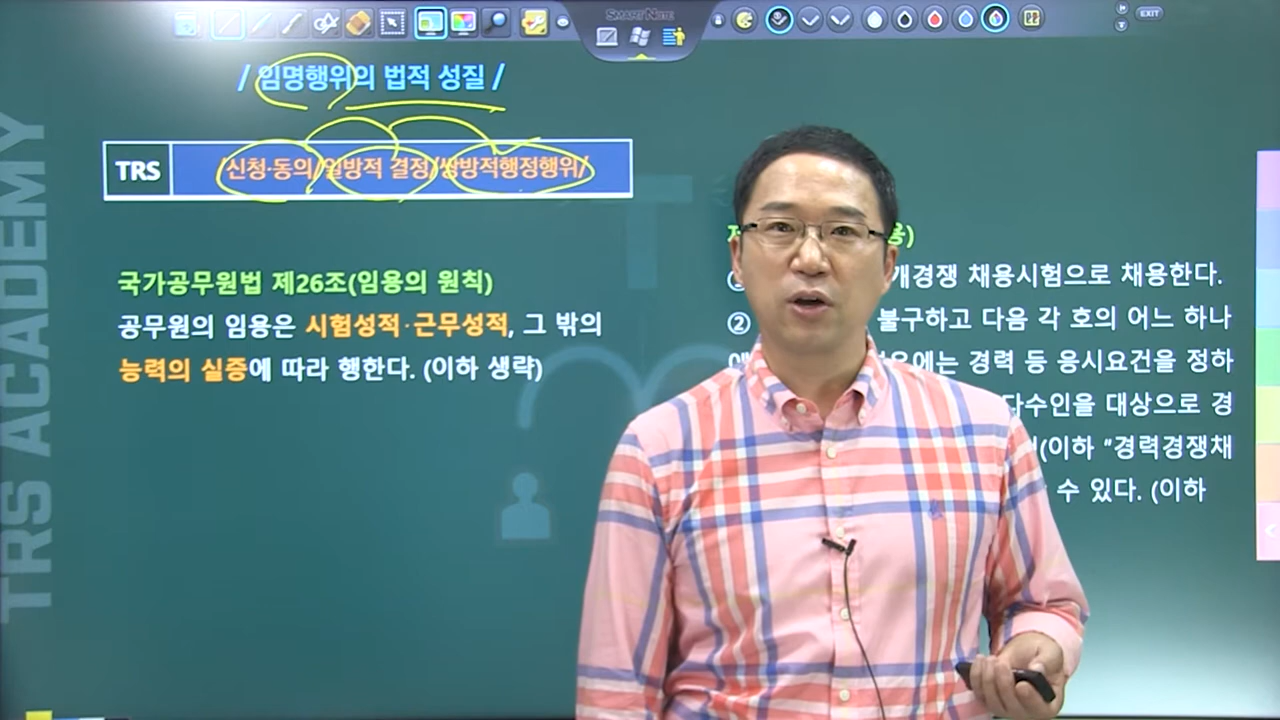 SMARTNOTE
EXIT
/ 임명행위의 법적 성질 /
TRS
/신청·동의/일방적 결정/쌍방적행정행위/
국가공무원법 제26조(임용의 원칙)
공무원의 임용은 시험성적·근무성적, 그 밖의
능력의 실증에 따라 행한다. (이하 생략)
개경쟁 채용시험으로 채용한다.
② 불구하고 다음 각 호의 어느 하나
에는 경력 등 응시요건을 정하
다수인을 대상으로 경
(이하 "경력경쟁채
수 있다. (이하
TRS ACADEMY